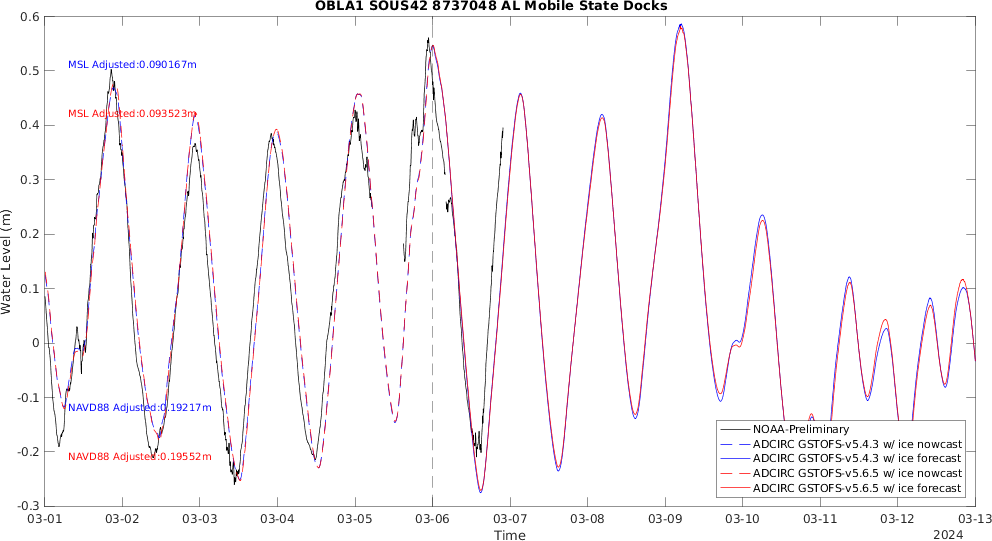 OBLA1 SOUS42 8737048 AL Mobile State Docks
0.6
0.5
0.4
0.3
0.2
0.1
0
-0.1
-0.2
-0.3
Water Level (m)
MSL Adjusted:0.090167m
MSL Adjusted:0.093523m
NAVD88 Adjusted:0.19217m
NAVD88 Adjusted:0.19552m
NOAA-Preliminary
ADCIRC GSTOFS-v5.4.3 w/ ice nowcast
ADCIRC GSTOFS-v5.4.3 w/ ice forecast
ADCIRC GSTOFS-v5.6.5 w/ ice nowcast
ADCIRC GSTOFS-v5.6.5 w/ ice forecast
03-01 03-02 03-03 03-04 03-05 03-06 03-07 03-08 03-09 03-10 03-11 03-12 03-13
Time
2024